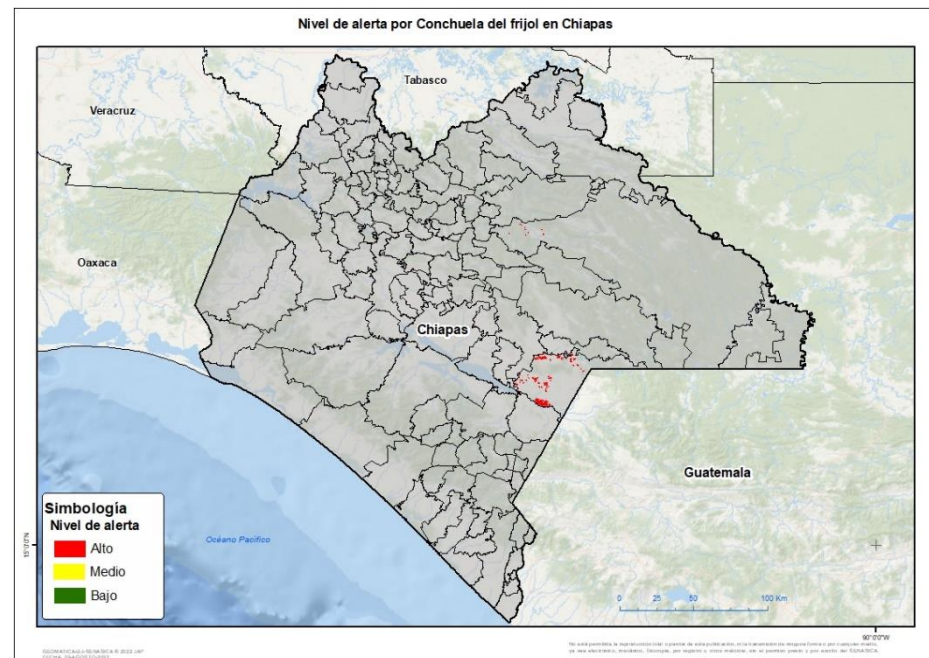 Nivel de alerta por Conchuela del frijol en Chiapas
Tabasco
Veracruz
Oaxaca
Chiapas
Guatemala
Simbología
Nivel de alerta
Alto
Medio
Bajo
Océano Pacífico
15°0'0"N
0 25 50 100 Km
90°0'0"W